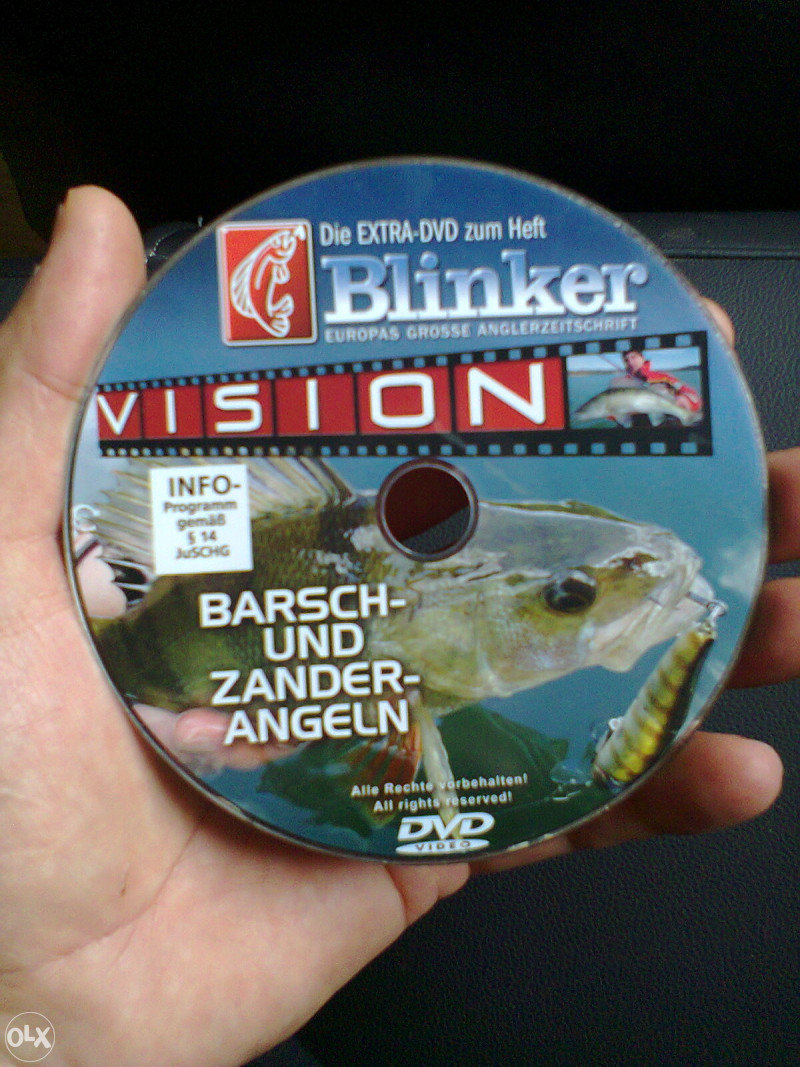 Die EXTRA-DVD zum Heft
Blinker
EUROPAS GROSSE ANGLERZEITSCHRIFT
VISION
INFO-
Programm
gemäß
§ 14
JuSCHG
BARSCH-
UND
ZANDER-
ANGELN
Alle Rechte vorbehalten!
All rights reserved!
DVD
VIDEO
OLX